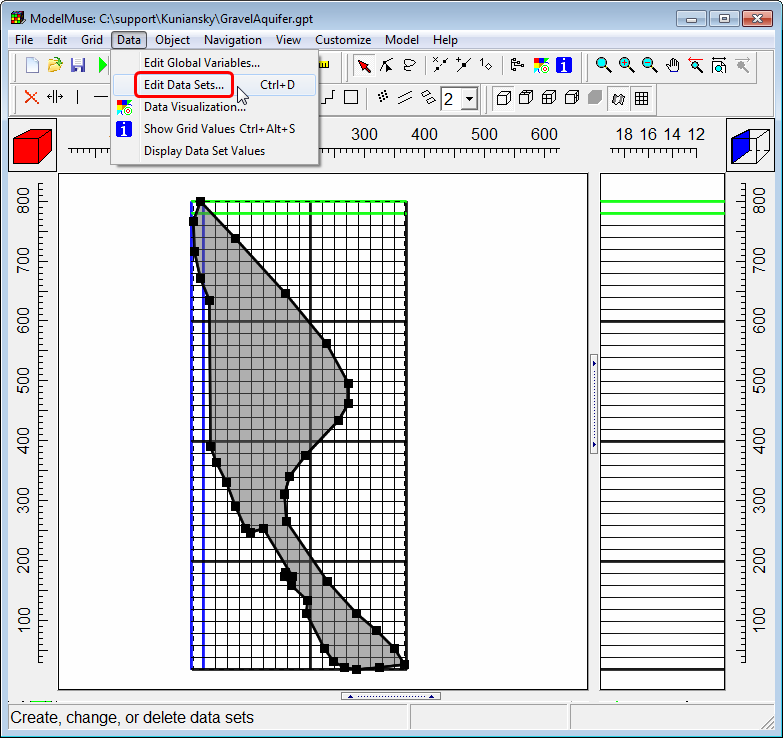 ModelMuse: C:\support\Kuniansky\GravelAquifer.gpt
File Edit Grid Data Object Navigation View Customize Model Help
Edit Global Variables...
Edit Data Sets... Ctrl+D
Data Visualization...
Show Grid Values Ctrl+Alt+S
Display Data Set Values
2
300 400 500 600
18 16 14 12
800
700
600
500
400
300
200
100
800
700
600
500
400
300
200
100
Create, change, or delete data sets